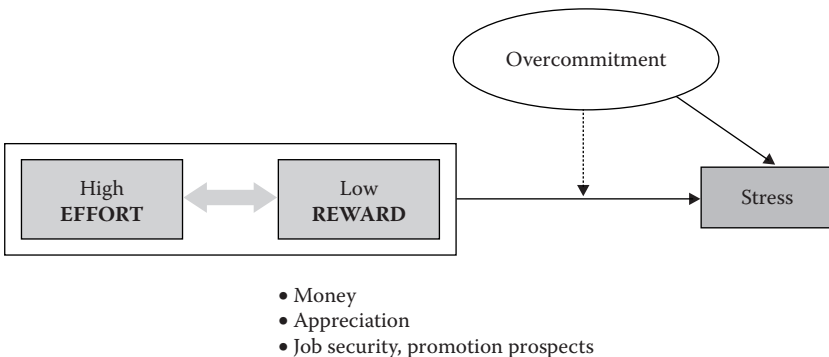 Overcommitment
High
EFFORT
Low
REWARD
Stress
• Money
• Appreciation
• Job security, promotion prospects